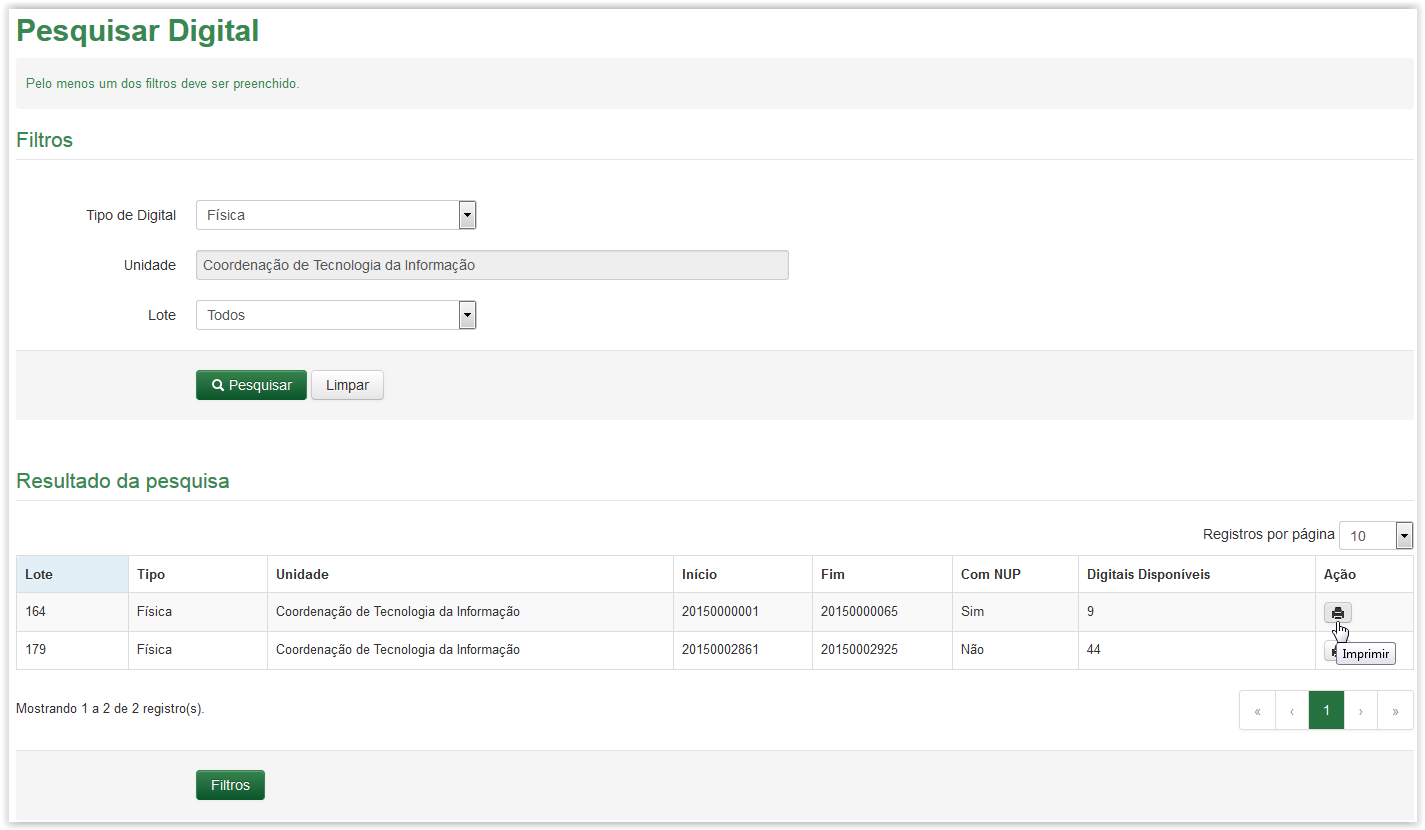 Pesquisar Digital
Pelo menos um dos filtros deve ser preenchido.
Filtros
Tipo de Digital Física
Unidade Coordenação de Tecnologia da Informação
Lote Todos
Pesquisar Limpar
Resultado da pesquisa
Registros por página 10
Lote Tipo Unidade Início Fim Com NUP Digitais Disponíveis Ação
164 Física Coordenação de Tecnologia da Informação 20150000001 20150000065 Sim 9
179 Física Coordenação de Tecnologia da Informação 20150002861 20150002925 Não 44
Imprimir
Mostrando 1 a 2 de 2 registro(s).
« ‹ 1 › »
Filtros